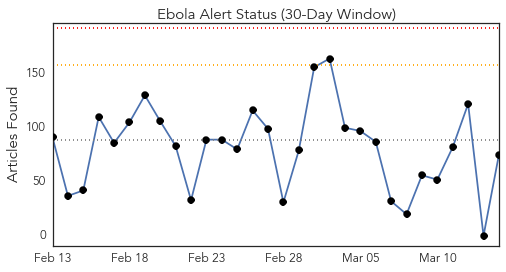 Ebola Alert Status (30-Day Window)
Articles Found
150
100
50
0
Feb 13 Feb 18 Feb 23 Feb 28 Mar 05 Mar 10